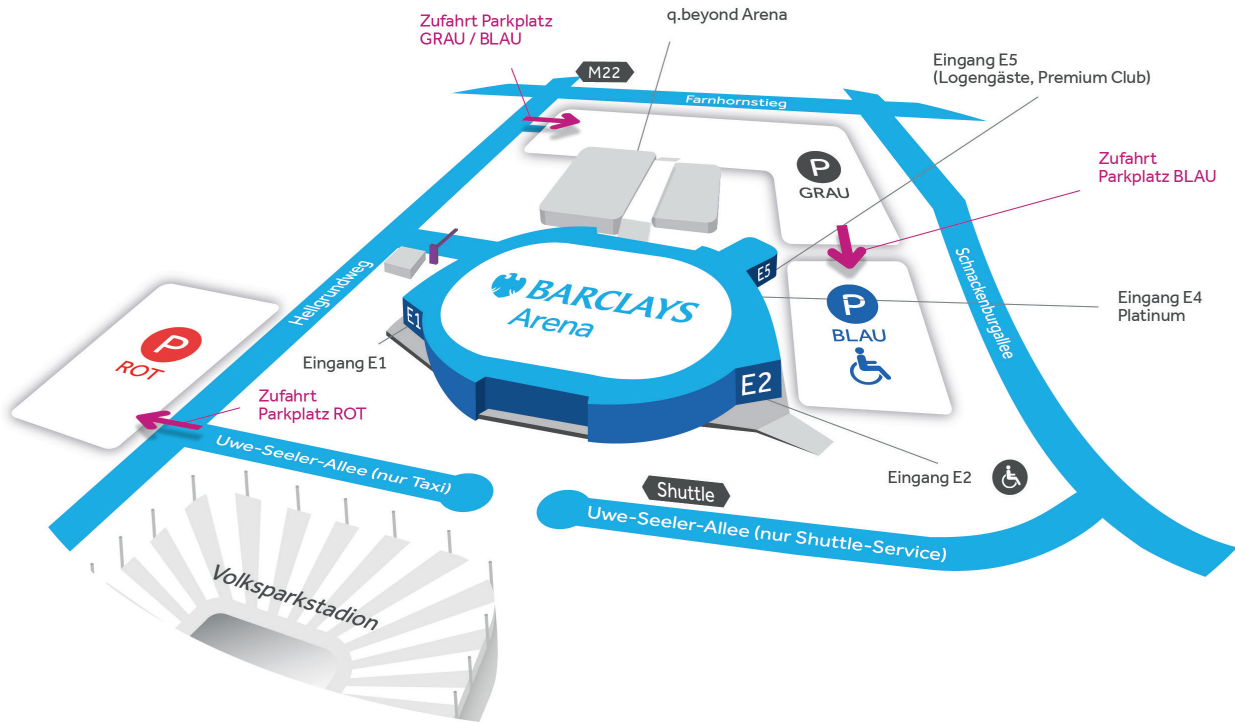 Zufahrt Parkplatz
GRAU / BLAU
q.beyond Arena
M22
Eingang E5
(Logengäste, Premium Club)
Farnhornstieg
Zufahrt
Parkplatz BLAU
P
GRAU
Schnackenburgallee
Hellgrundweg
E5
BARCLAYS
Arena
P
BLAU
Eingang E4
Platinum
E1
P
ROT
Eingang E1
E2
Zufahrt
Parkplatz ROT
Uwe-Seeler-Allee (nur Taxi)
Eingang E2
Shuttle
Uwe-Seeler-Allee (nur Shuttle-Service)
Volksparkstadion